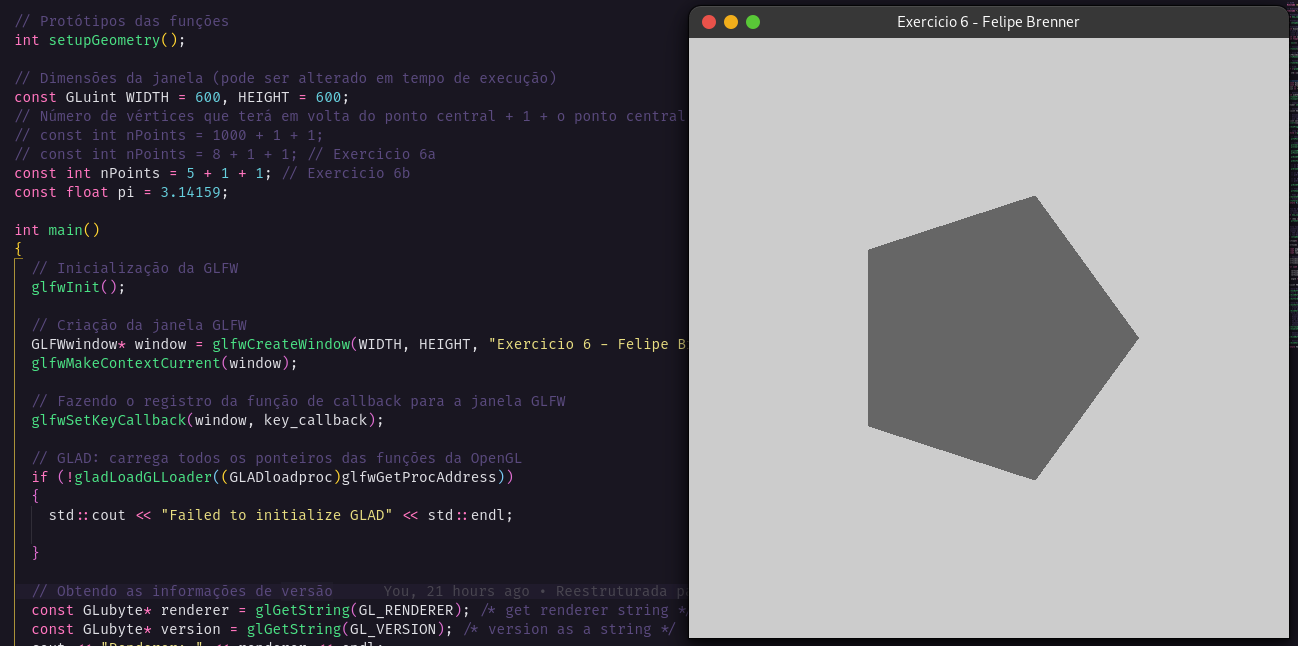 // Protótipos das funções
int setupGeometry();
// Dimensões da janela (pode ser alterado em tempo de execução)
const GLuint WIDTH = 600, HEIGHT = 600;
// Número de vértices que terá em volta do ponto central + 1 + o ponto central
// const int nPoints = 1000 + 1 + 1;
// const int nPoints = 8 + 1 + 1; // Exercicio 6a
const int nPoints = 5 + 1 + 1; // Exercicio 6b
const float pi = 3.14159;
int main()
{
// Inicialização da GLFW
glfwInit();
// Criação da janela GLFW
GLFWwindow* window = glfwCreateWindow(WIDTH, HEIGHT, "Exercicio 6 - Felipe B
glfwMakeContextCurrent(window);
// Fazendo o registro da função de callback para a janela GLFW
glfwSetKeyCallback(window, key_callback);
// GLAD: carrega todos os ponteiros das funções da OpenGL
if (!gladLoadGLLoader((GLADloadproc)glfwGetProcAddress))
{
std::cout << "Failed to initialize GLAD" << std::endl;
}
// Obtendo as informações de versão You, 21 hours ago • Reestruturada p
const GLubyte* renderer = glGetString(GL_RENDERER); /* get renderer string */
const GLubyte* version = glGetString(GL_VERSION); /* version as a string */
Exercicio 6 - Felipe Brenner